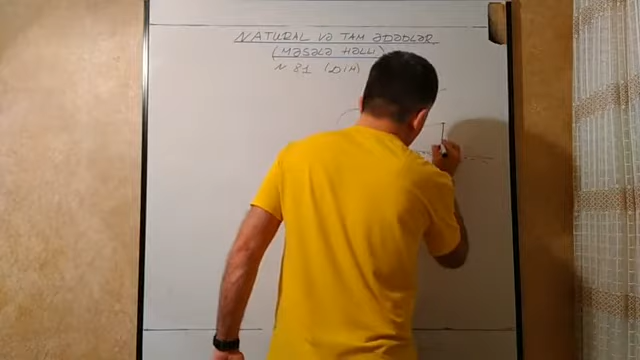 NATURAL VƏ TAM ƏDƏDLƏR
(MƏSƏLƏ HƏLLİ)
№ 81 (DİM)